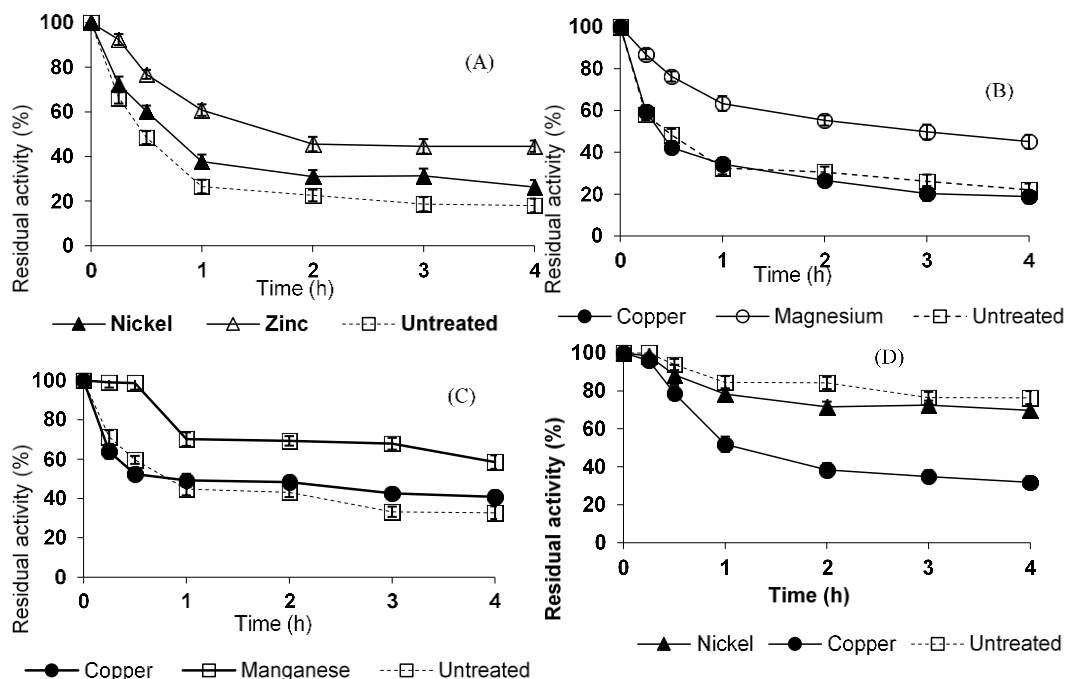 100
80
60
40
20
0
Residual activity (%)
(A)
0 1 2 3 4
Time (h)
Nickel Zinc Untreated
100
80
60
40
20
0
Residual activity (%)
(B)
0 1 2 3 4
Time (h)
Copper Magnesium Untreated
100
80
60
40
20
0
Residual activity (%)
(C)
0 1 2 3 4
Time (h)
Copper Manganese Untreated
100
80
60
40
20
0
Residual activity (%)
(D)
0 1 2 3 4
Time (h)
Nickel Copper Untreated